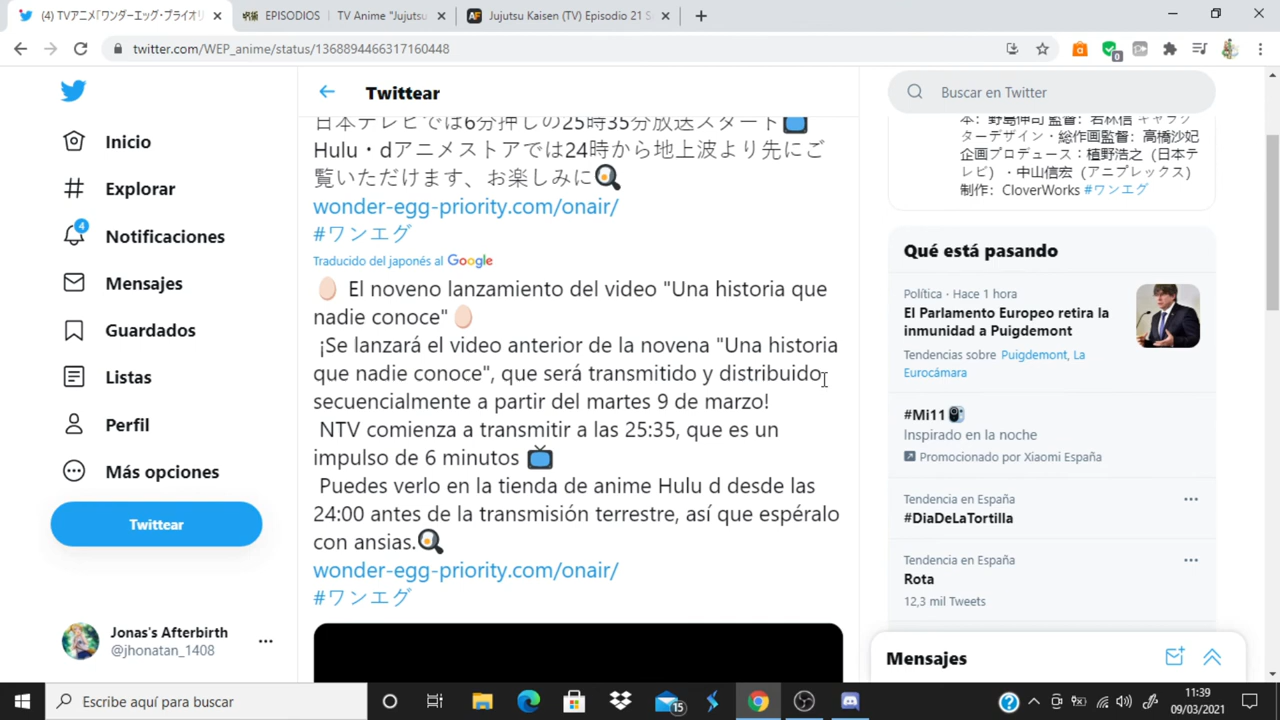 (4) TVアニメ「ワンダーエッグ・プライオリ
EPISODIOS | TV Anime "Jujutsu
Jujutsu Kaisen (TV) Episodio 21 S
twitter.com/WEP_anime/status/1368894466317160448
0
Inicio
Explorar
4
Notificaciones
Mensajes
Guardados
Listas
Perfil
Más opciones
Twittear
Jonas's Afterbirth
@jhonatan_1408
Twittear
日本テレビでは6分押しの25時35分放送スタート
Hulu・dアニメストアでは24時から地上波より先にご
覧いただけます、お楽しみに
wonder-egg-priority.com/onair/
#ワンエグ
Traducido del japonés al Google
El noveno lanzamiento del video "Una historia que
nadie conoce"
¡Se lanzará el video anterior de la novena "Una historia
que nadie conoce", que será transmitido y distribuido
secuencialmente a partir del martes 9 de marzo!
NTV comienza a transmitir a las 25:35, que es un
impulso de 6 minutos
Puedes verlo en la tienda de anime Hulu d desde las
24:00 antes de la transmisión terrestre, así que espéralo
con ansias.
wonder-egg-priority.com/onair/
#ワンエグ
Buscar en Twitter
本：野島伸司 監督：若林信 キャラク
ターデザイン・総作画監督：高橋沙妃
企画プロデュース：植野浩之（日本テ
レビ）・中山信宏（アニプレックス）
制作：CloverWorks #ワンエグ
Qué está pasando
Política · Hace 1 hora
El Parlamento Europeo retira la
inmunidad a Puigdemont
Tendencias sobre Puigdemont, La
Eurocámara
#Mi11
Inspirado en la noche
Promocionado por Xiaomi España
Tendencia en España
#DiaDeLaTortilla
Tendencia en España
Rota
12,3 mil Tweets
Mensajes
Escribe aquí para buscar
15
11:39
09/03/2021